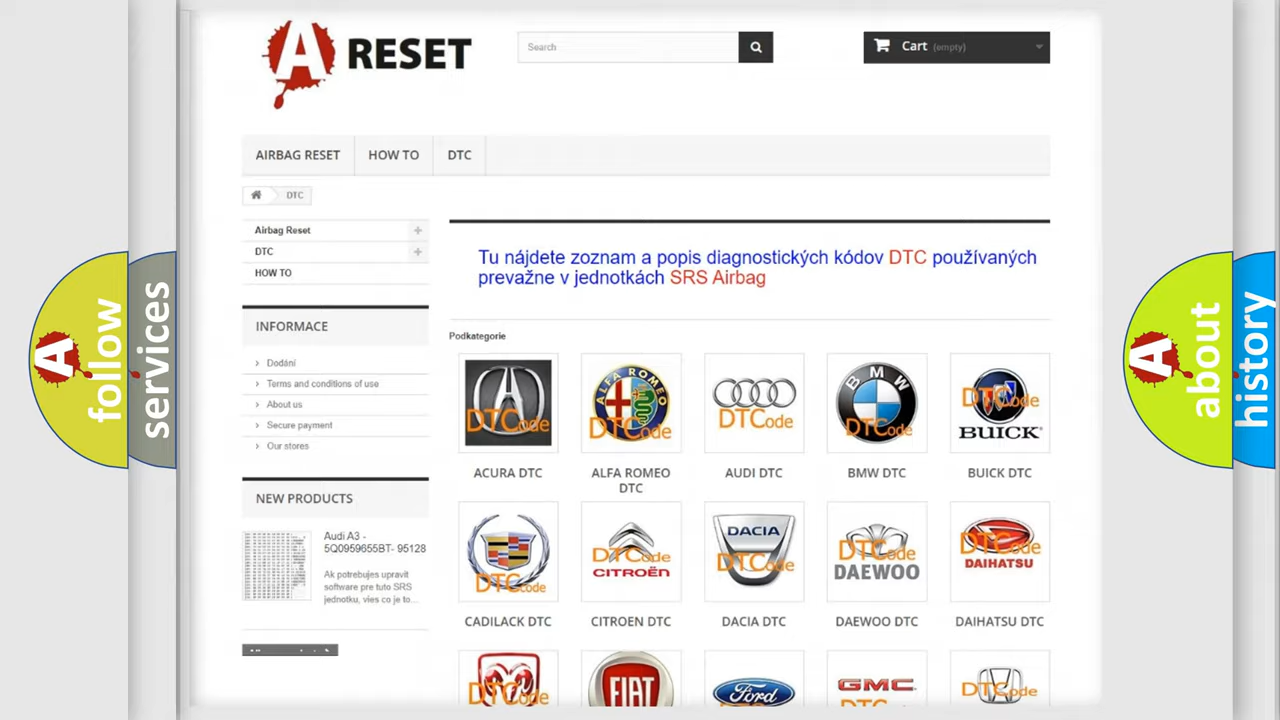 A RESET
Search
Cart (empty)
AIRBAG RESET
HOW TO
DTC
DTC
Airbag Reset
DTC
HOW TO
INFORMACE
Dodání
Terms and conditions of use
About us
Secure payment
Our stores
NEW PRODUCTS
Audi A3 -
5Q0959655BT- 95128
Ak potrebujes upravit
software pre tuto SRS
jednotku, vies co je to...
Tu nájdete zoznam a popis diagnostických kódov DTC používaných
prevažne v jednotkách SRS Airbag
Podkategorie
DTCode
ALFA ROMEO
DTCode
DTCode
BMW
DTCode
DTCode
BUICK
ACURA DTC
ALFA ROMEO
DTC
AUDI DTC
BMW DTC
BUICK DTC
DTCode
DTCode
CITROËN
DACIA
DTCode
DTCode
DAEWOO
DTCode
DAIHATSU
CADILACK DTC
CITROEN DTC
DACIA DTC
DAEWOO DTC
DAIHATSU DTC
DTCode
FIAT
Ford
GMC
DTCode
A follow
services
A about
history